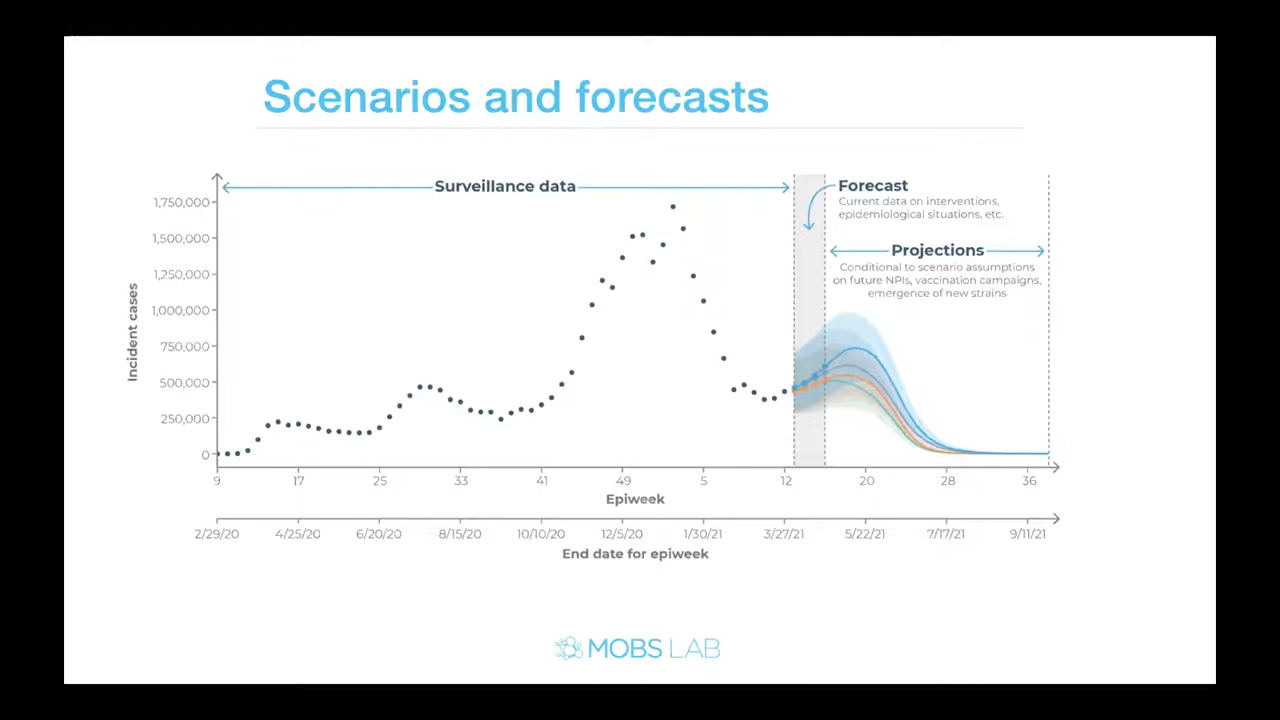 Scenarios and forecasts
Surveillance data
Forecast
Current data on interventions,
epidemiological situations, etc.
Projections
Conditional to scenario assumptions
on future NPIs, vaccination campaigns,
emergence of new strains
Incident cases
1,750,000
1,500,000
1,250,000
1,000,000
750,000
500,000
250,000
0
9 17 25 33 41 49 5 12 20 28 36
Epiweek
2/29/20 4/25/20 6/20/20 8/15/20 10/10/20 12/5/20 1/30/21 3/27/21 5/22/21 7/17/21 9/11/21
End date for epiweek
MOBS LAB